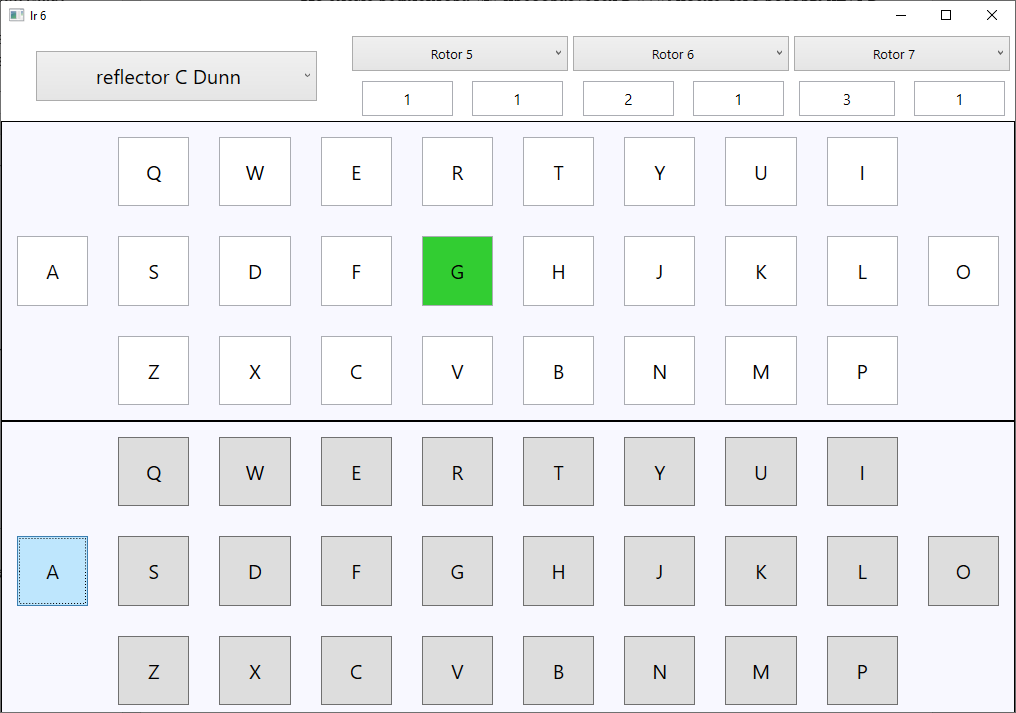 lr 6
reflector C Dunn
Rotor 5 Rotor 6 Rotor 7
1 1 2 1 3 1
Q W E R T Y U I
A S D F G H J K L O
Z X C V B N M P
Q W E R T Y U I
A S D F G H J K L O
Z X C V B N M P